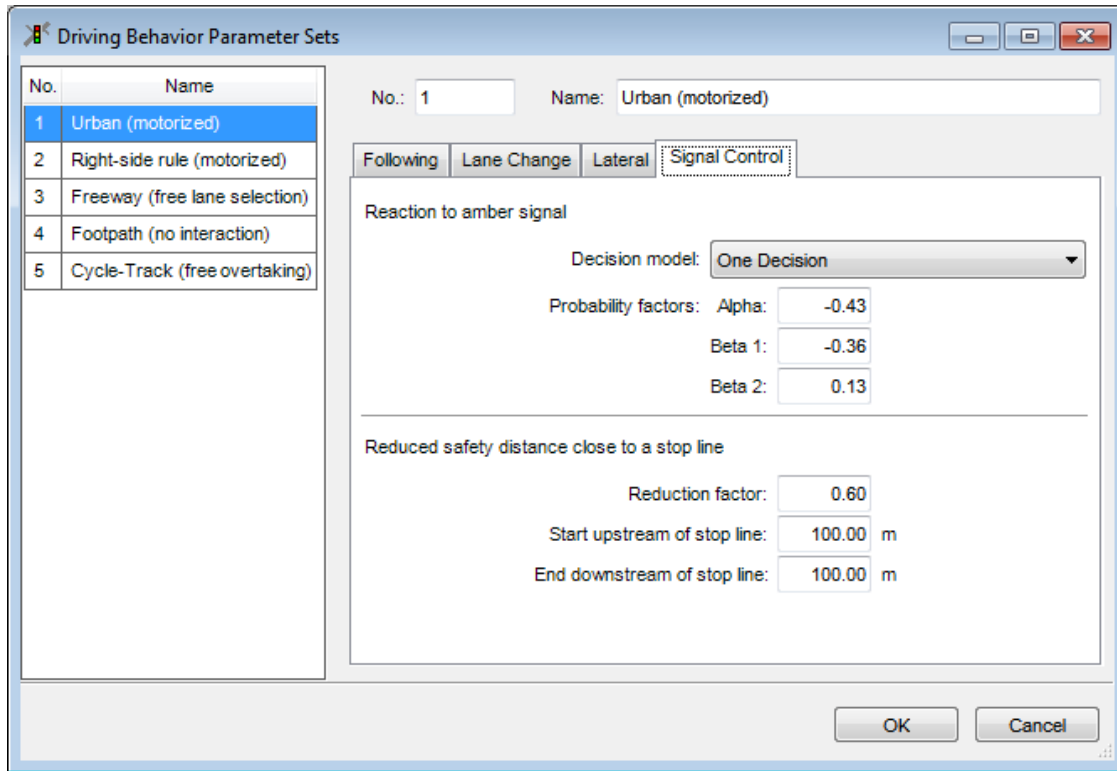 Driving Behavior Parameter Sets
No. Name
1 Urban (motorized)
2 Right-side rule (motorized)
3 Freeway (free lane selection)
4 Footpath (no interaction)
5 Cycle-Track (free overtaking)
No.: 1 Name: Urban (motorized)
Following Lane Change Lateral Signal Control
Reaction to amber signal
Decision model: One Decision
Probability factors: Alpha: -0.43
Beta 1: -0.36
Beta 2: 0.13
Reduced safety distance close to a stop line
Reduction factor: 0.60
Start upstream of stop line: 100.00 m
End downstream of stop line: 100.00 m
OK Cancel